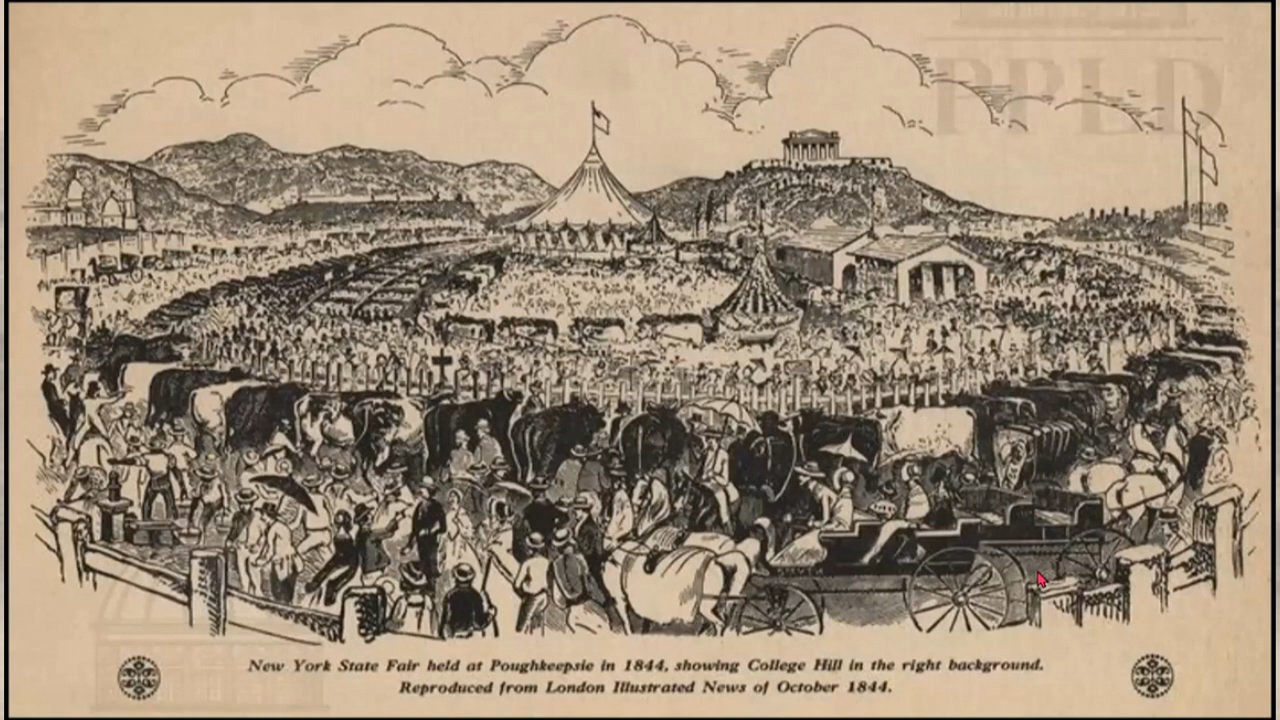 PPLD
New York State Fair held at Poughkeepsie in 1844, showing College Hill in the right background.
Reproduced from London Illustrated News of October 1844.